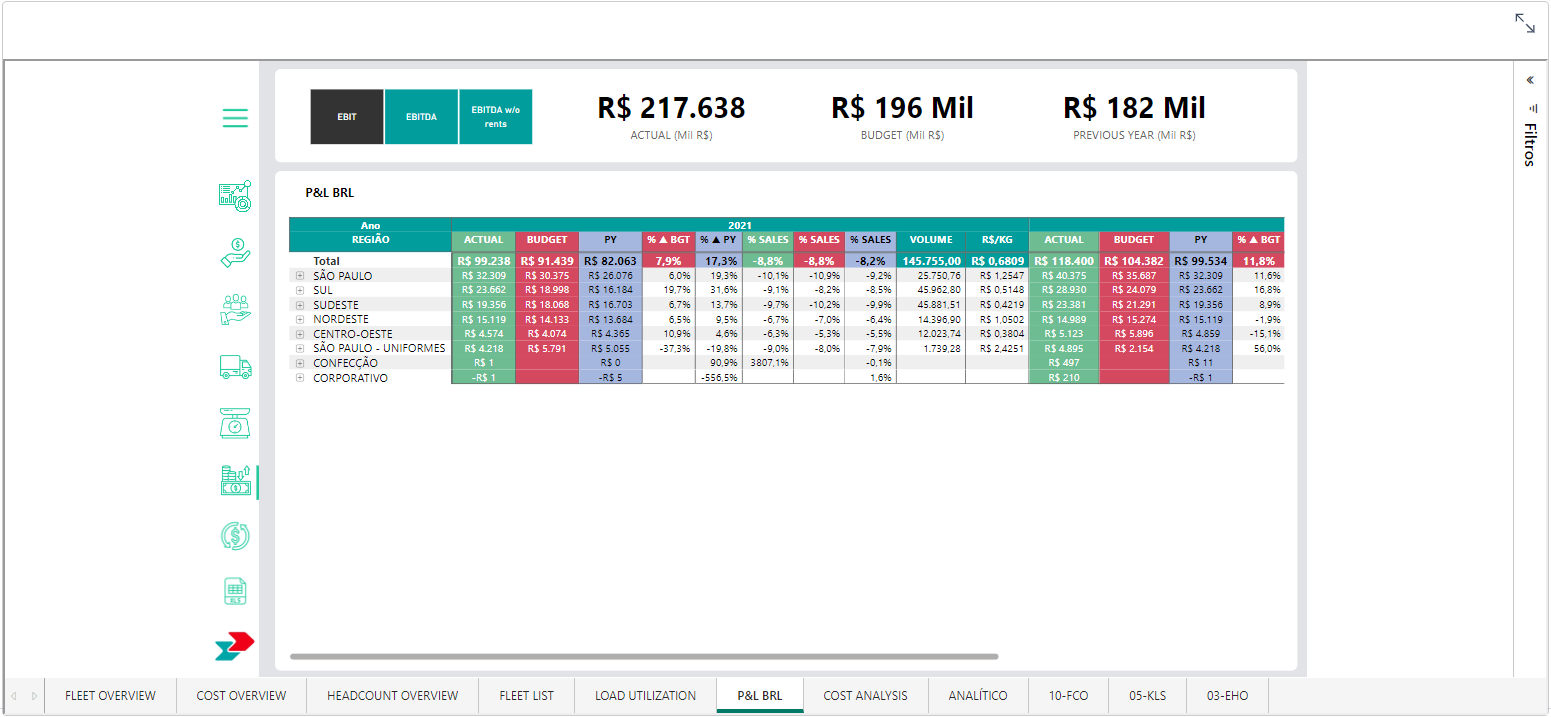 EBIT EBITDA EBITDA w/o rents
R$ 217.638 R$ 196 Mil R$ 182 Mil
ACTUAL (Mil R$) BUDGET (Mil R$) PREVIOUS YEAR (Mil R$)
Filtros
P&L BRL
Ano 2021
REGIÃO ACTUAL BUDGET PY % ▲ BGT % ▲ PY % SALES % SALES % SALES VOLUME R$/KG ACTUAL BUDGET PY % ▲ BGT
Total R$ 99.238 R$ 91.439 R$ 82.063 7,9% 17,3% -8,8% -8,8% -8,2% 145.755,00 R$ 0,6809 R$ 118.400 R$ 104.382 R$ 99.534 11,8%
SÃO PAULO R$ 32.309 R$ 30.375 R$ 26.076 6,0% 19,3% -10,1% -10,9% -9,2% 25.750,76 R$ 1,2547 R$ 40.375 R$ 35.687 R$ 32.309 11,6%
SUL R$ 23.662 R$ 18.998 R$ 16.184 19,7% 31,6% -9,1% -8,2% -8,5% 45.962,80 R$ 0,5148 R$ 28.930 R$ 24.079 R$ 23.662 16,8%
SUDESTE R$ 19.356 R$ 18.068 R$ 16.703 6,7% 13,7% -9,7% -10,2% -9,9% 45.881,51 R$ 0,4219 R$ 23.381 R$ 21.291 R$ 19.356 8,9%
NORDESTE R$ 15.119 R$ 14.133 R$ 13.684 6,5% 9,5% -6,7% -7,0% -6,4% 14.396,90 R$ 1,0502 R$ 14.989 R$ 15.274 R$ 15.119 -1,9%
CENTRO-OESTE R$ 4.574 R$ 4.074 R$ 4.365 10,9% 4,6% -6,3% -5,3% -5,5% 12.023,74 R$ 0,3804 R$ 5.123 R$ 5.896 R$ 4.859 -15,1%
SÃO PAULO - UNIFORMES R$ 4.218 R$ 5.791 R$ 5.055 -37,3% -19,8% -9,0% -8,0% -7,9% 1.739,28 R$ 2,4251 R$ 4.895 R$ 2.154 R$ 4.218 56,0%
CONFECÇÃO R$ 1 R$ 0 90,9% 3807,1% -0,1% R$ 497 R$ 11
CORPORATIVO -R$ 1 -R$ 5 -556,5% 1,6% R$ 210 -R$ 1
XLS
FLEET OVERVIEW COST OVERVIEW HEADCOUNT OVERVIEW FLEET LIST LOAD UTILIZATION P&L BRL COST ANALYSIS ANALÍTICO 10-FCO 05-KLS 03-EHO